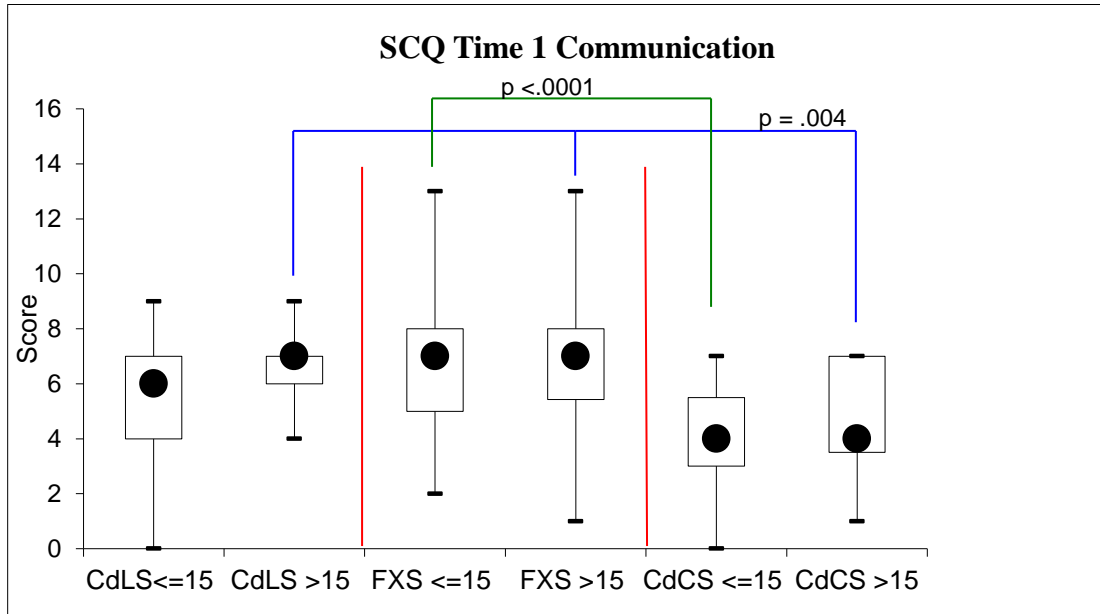 SCQ Time 1 Communication
p <.0001
p = .004
16
14
12
10
8
6
4
2
0
Score
CdLS<=15 CdLS >15 FXS <=15 FXS >15 CdCS <=15 CdCS >15